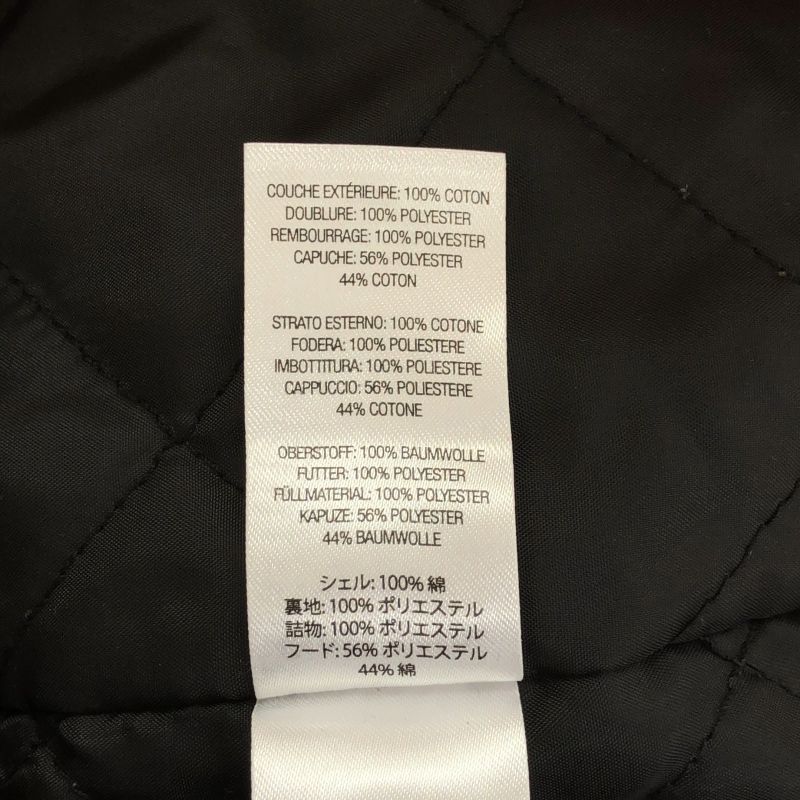 COUCHE EXTÉRIEURE: 100% COTON
DOUBLURE: 100% POLYESTER
REMBOURRAGE: 100% POLYESTER
CAPUCHE: 56% POLYESTER
44% COTON
STRATO ESTERNO: 100% COTONE
FODERA: 100% POLIESTERE
IMBOTTITURA: 100% POLIESTERE
CAPPUCCIO: 56% POLIESTERE
44% COTONE
OBERSTOFF: 100% BAUMWOLLE
FUTTER: 100% POLYESTER
FÜLLMATERIAL: 100% POLYESTER
KAPUZE: 56% POLYESTER
44% BAUMWOLLE
シェル: 100% 綿
裏地: 100% ポリエステル
詰物: 100% ポリエステル
フード: 56% ポリエステル
44% 綿